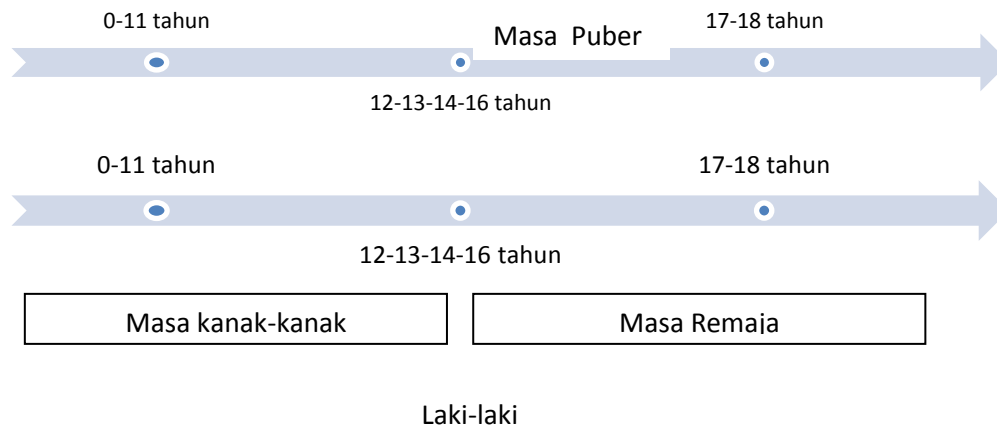 0-11 tahun
Masa Puber
17-18 tahun
12-13-14-16 tahun
0-11 tahun
17-18 tahun
12-13-14-16 tahun
Masa kanak-kanak
Masa Remaja
Laki-laki